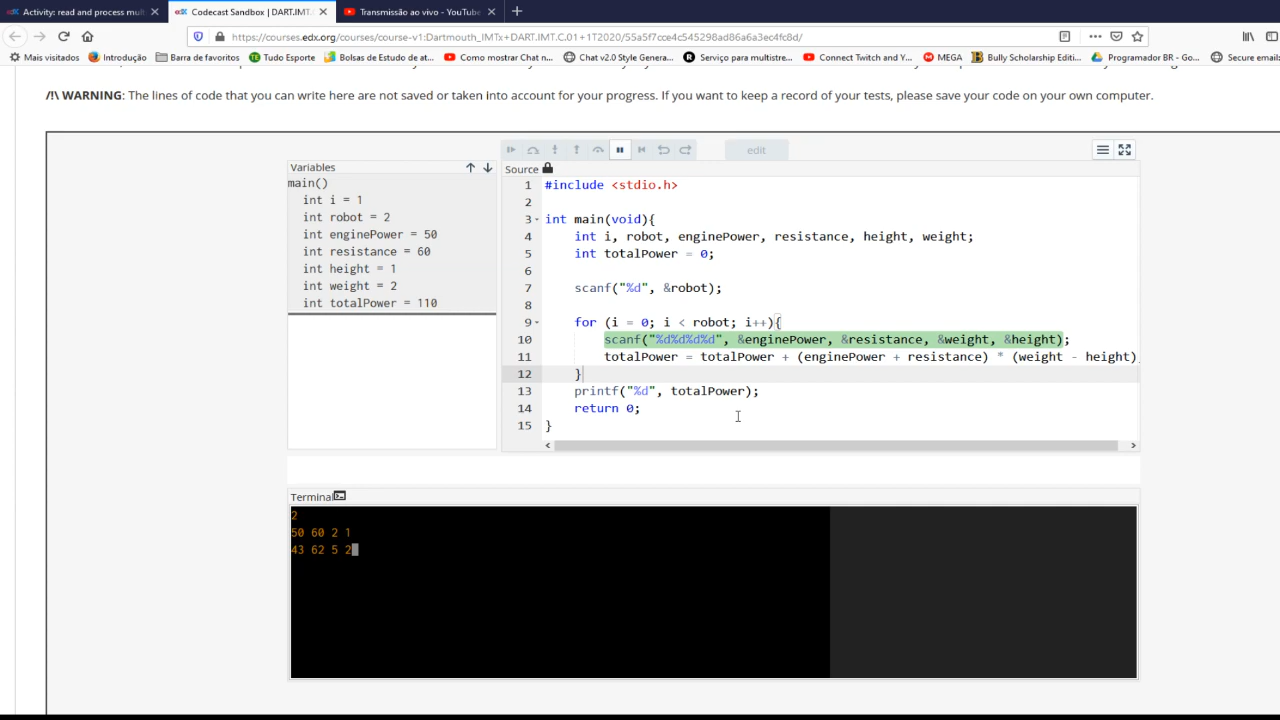 Activity: read and process mult
Codecast Sandbox | DART.IMT.
Transmissão ao vivo - YouTube
https://courses.edx.org/courses/course-v1:Dartmouth_IMTx+DART.IMT.C.01+1T2020/55a5f7cce4c545298ad86a6a3ec4fc8d/
Mais visitados
Introdução
Barra de favoritos
Tudo Esporte
Bolsas de Estudo de at...
Como mostrar Chat n...
Chat v2.0 Style Genera...
Serviço para multistre...
Connect Twitch and Y...
MEGA
Bully Scholarship Editi...
Programador BR - Go...
Secure email:
/!\ WARNING: The lines of code that you can write here are not saved or taken into account for your progress. If you want to keep a record of your tests, please save your code on your own computer.
edit
Variables
main()
int i = 1
int robot = 2
int enginePower = 50
int resistance = 60
int height = 1
int weight = 2
int totalPower = 110
Source
1 #include <stdio.h>
2
3 int main(void){
4 int i, robot, enginePower, resistance, height, weight;
5 int totalPower = 0;
6
7 scanf("%d", &robot);
8
9 for (i = 0; i < robot; i++){
10 scanf("%d%d%d%d", &enginePower, &resistance, &weight, &height);
11 totalPower = totalPower + (enginePower + resistance) * (weight - height)
12 }
13 printf("%d", totalPower);
14 return 0;
15 }
Terminal
2
50 60 2 1
43 62 5 2